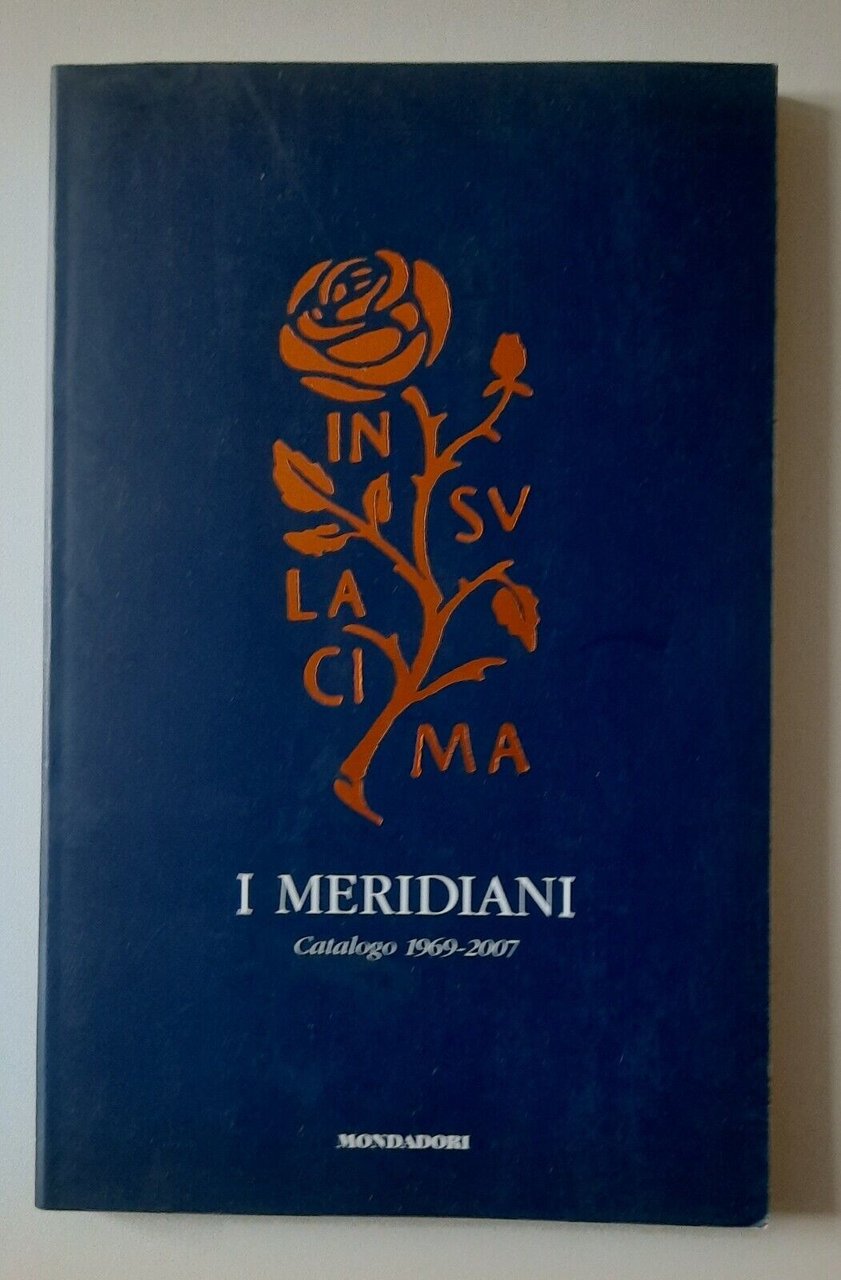 IN
SV
LA
CI
MA
I MERIDIANI
Catalogo 1969-2007
MONDADORI